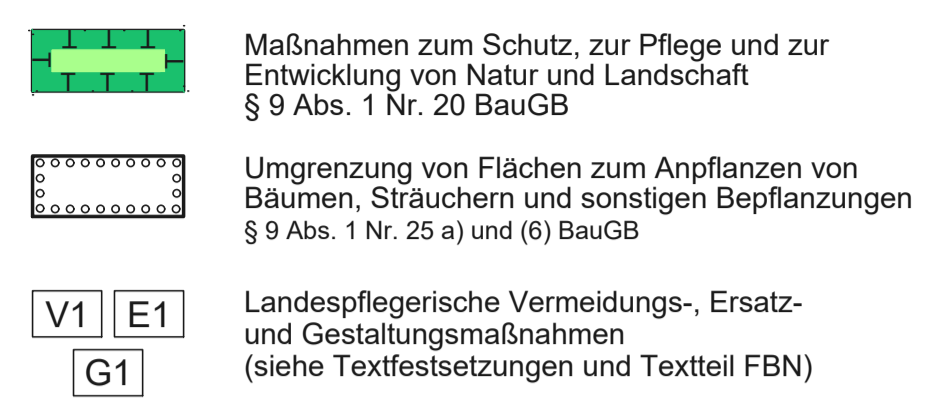 Maßnahmen zum Schutz, zur Pflege und zur
Entwicklung von Natur und Landschaft
§ 9 Abs. 1 Nr. 20 BauGB
Umgrenzung von Flächen zum Anpflanzen von
Bäumen, Sträuchern und sonstigen Bepflanzungen
§ 9 Abs. 1 Nr. 25 a) und (6) BauGB
V1 E1
G1
Landespflegerische Vermeidungs-, Ersatz-
und Gestaltungsmaßnahmen
(siehe Textfestsetzungen und Textteil FBN)